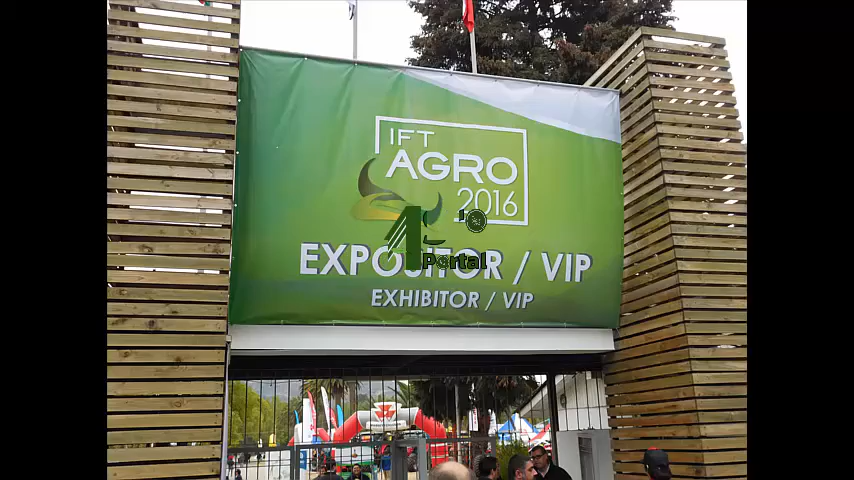 IFT
AGRO
2016
EXPOSITOR / VIP
EXHIBITOR / VIP
Portal